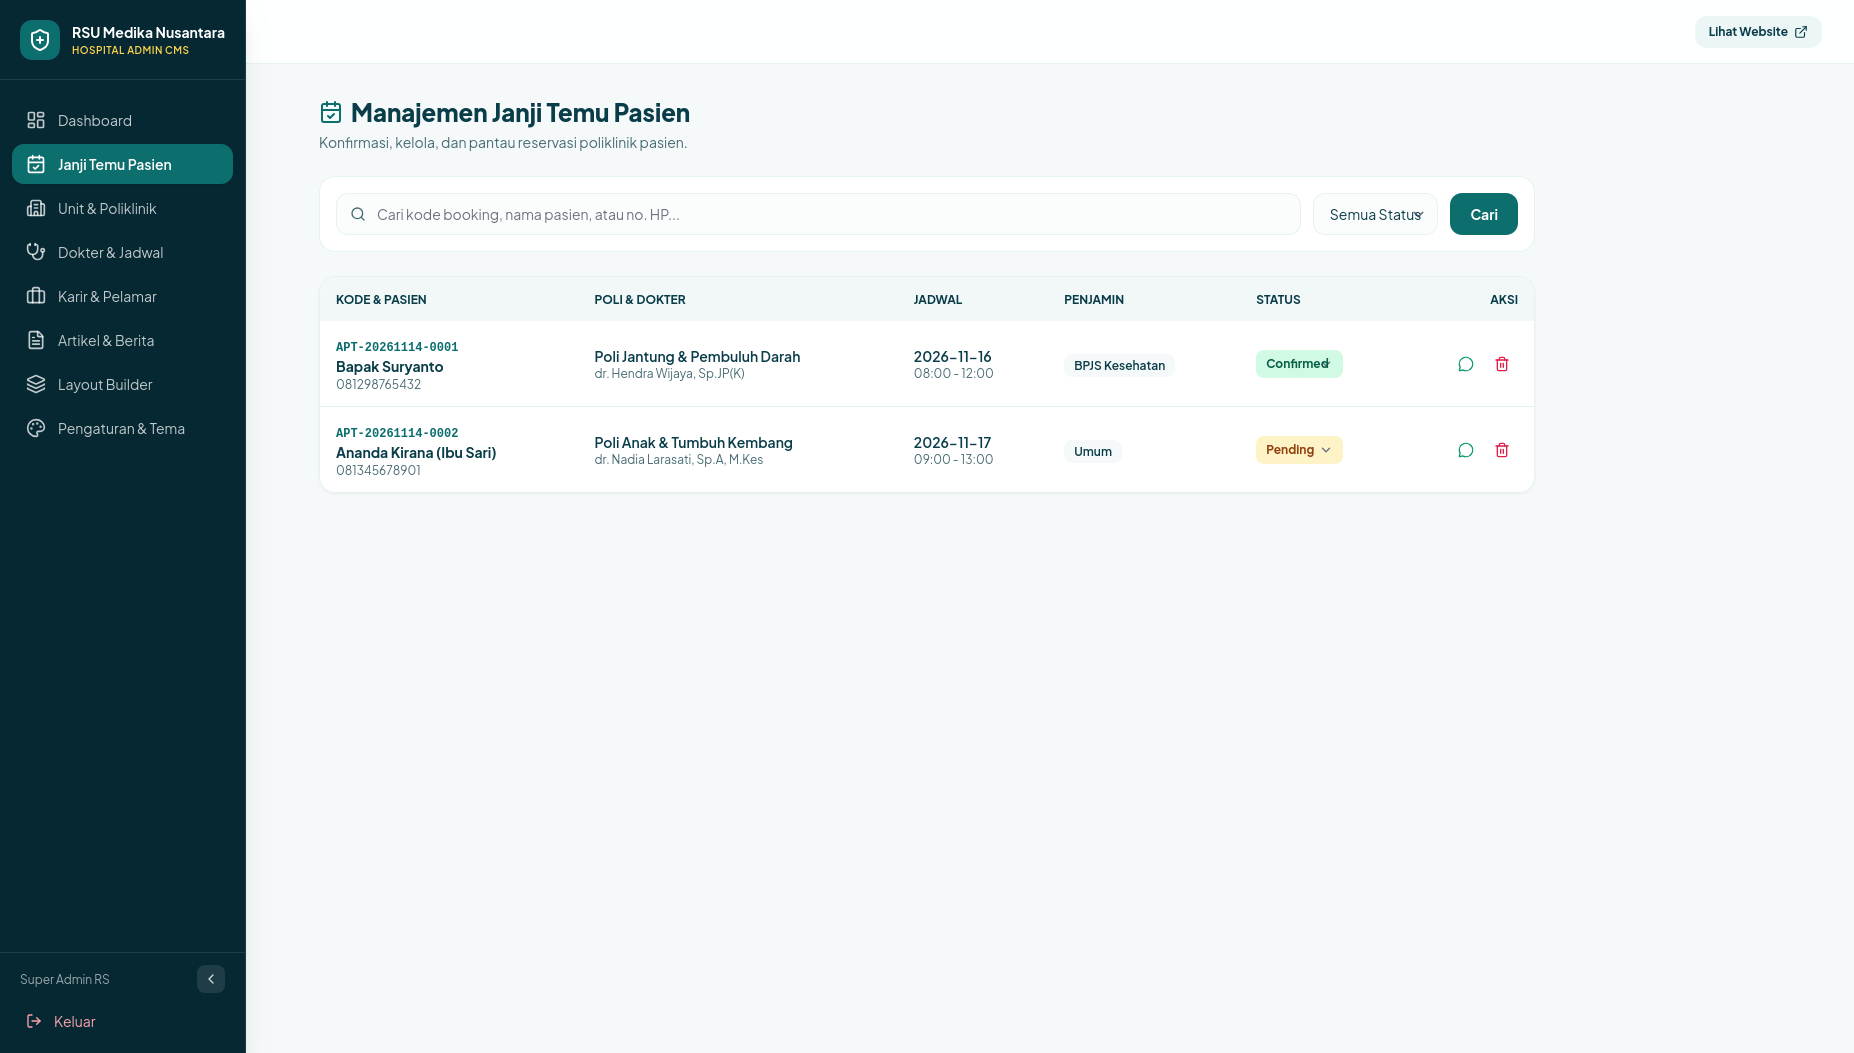 RSU Medika Nusantara
HOSPITAL ADMIN CMS
Dashboard
Janji Temu Pasien
Unit & Poliklinik
Dokter & Jadwal
Karir & Pelamar
Artikel & Berita
Layout Builder
Pengaturan & Tema
Super Admin RS
Keluar
Lihat Website
Manajemen Janji Temu Pasien
Konfirmasi, kelola, dan pantau reservasi poliklinik pasien.
Cari kode booking, nama pasien, atau no. HP...
Semua Status
Cari
KODE & PASIEN POLI & DOKTER JADWAL PENJAMIN STATUS AKSI
APT-20261114-0001
Bapak Suryanto
081298765432
Poli Jantung & Pembuluh Darah
dr. Hendra Wijaya, Sp.JP(K)
2026-11-16
08:00 - 12:00
BPJS Kesehatan
Confirmed
APT-20261114-0002
Ananda Kirana (Ibu Sari)
081345678901
Poli Anak & Tumbuh Kembang
dr. Nadia Larasati, Sp.A, M.Kes
2026-11-17
09:00 - 13:00
Umum
Pending